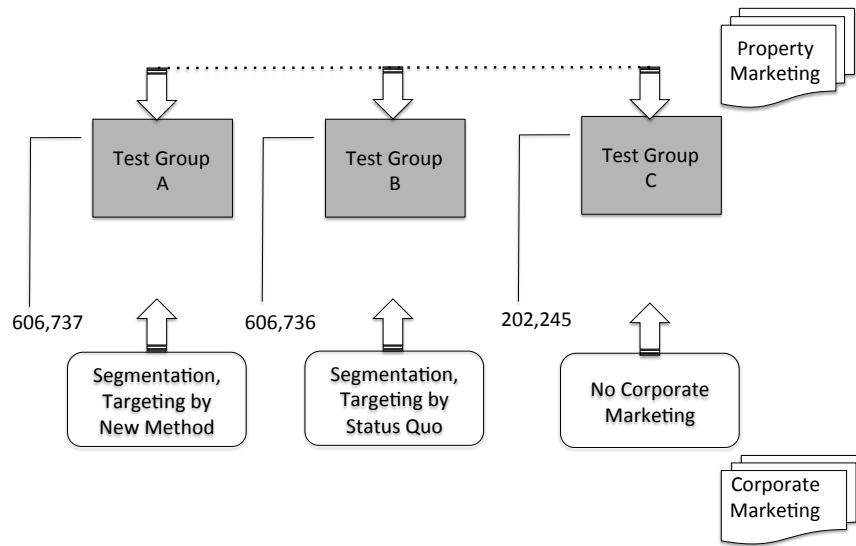 Property
Marketing
Test Group
A
Test Group
B
Test Group
C
606,737
606,736
202,245
Segmentation,
Targeting by
New Method
Segmentation,
Targeting by
Status Quo
No Corporate
Marketing
Corporate
Marketing